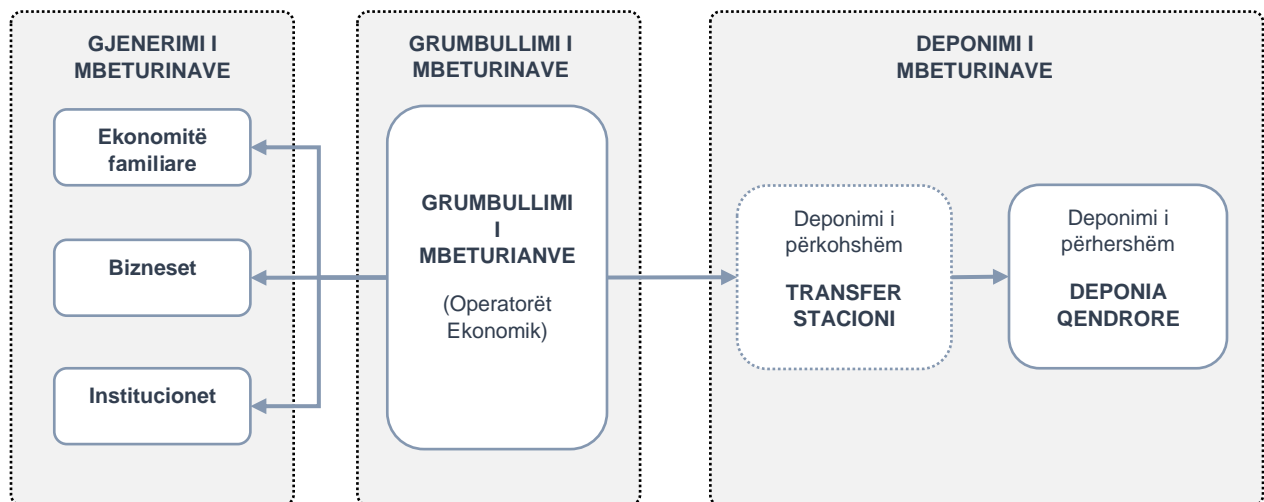 GJENERIMI I
MBETURINAVE
Ekonomitë
familiare
Bizneset
Institucionet
GRUMBULLIMI I
MBETURINAVE
GRUMBULLIMI
I
MBETURIANVE
(Operatorët
Ekonomik)
DEPONIMI I
MBETURINAVE
Deponimi i
përkohshëm
TRANSFER
STACIONI
Deponimi i
përhershëm
DEPONIA
QENDRORE